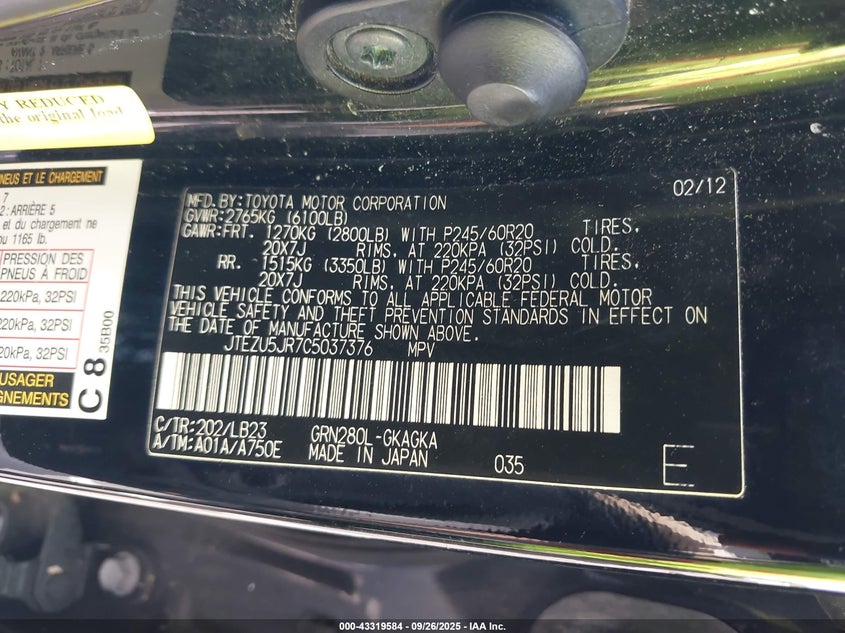 Y REDUCED
the original load
PNEUS ET LE CHARGEMENT
7
2 : ARRIÈRE 5
et du chargement ne
ou 1165 lb.
PRESSION DES
PNEUS À FROID
220kPa, 32PSI
220kPa, 32PSI
20kPa, 32PSI
USAGER
GNEMENTS
C 8
35B00
02/12
MFD.BY:TOYOTA MOTOR CORPORATION
GVWR:2765KG (6100LB)
GAWR:FRT. 1270KG (2800LB) WITH P245/60R20 TIRES.
20X7J RIMS. AT 220KPA (32PSI) COLD.
RR. 1515KG (3350LB) WITH P245/60R20 TIRES.
20X7J RIMS. AT 220KPA (32PSI) COLD.
THIS VEHICLE CONFORMS TO ALL APPLICABLE FEDERAL MOTOR
VEHICLE SAFETY AND THEFT PREVENTION STANDARDS IN EFFECT ON
THE DATE OF MANUFACTURE SHOWN ABOVE.
JTEZU5JR7C5037376 MPV
C/TR:202/LB23 GRN280L-GKAGKA
A/TM:A01A/A750E MADE IN JAPAN 035 E
000-43319584 / 09/26/2025 - IAA Inc.